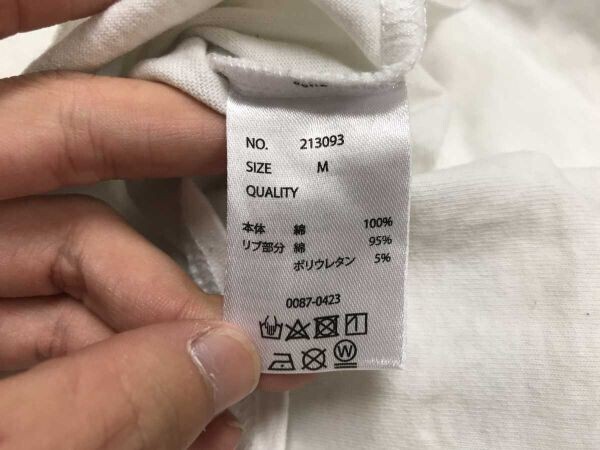 NO. 213093
SIZE M
QUALITY
本体 綿 100%
リブ部分 綿 95%
ポリウレタン 5%
0087-0423
W